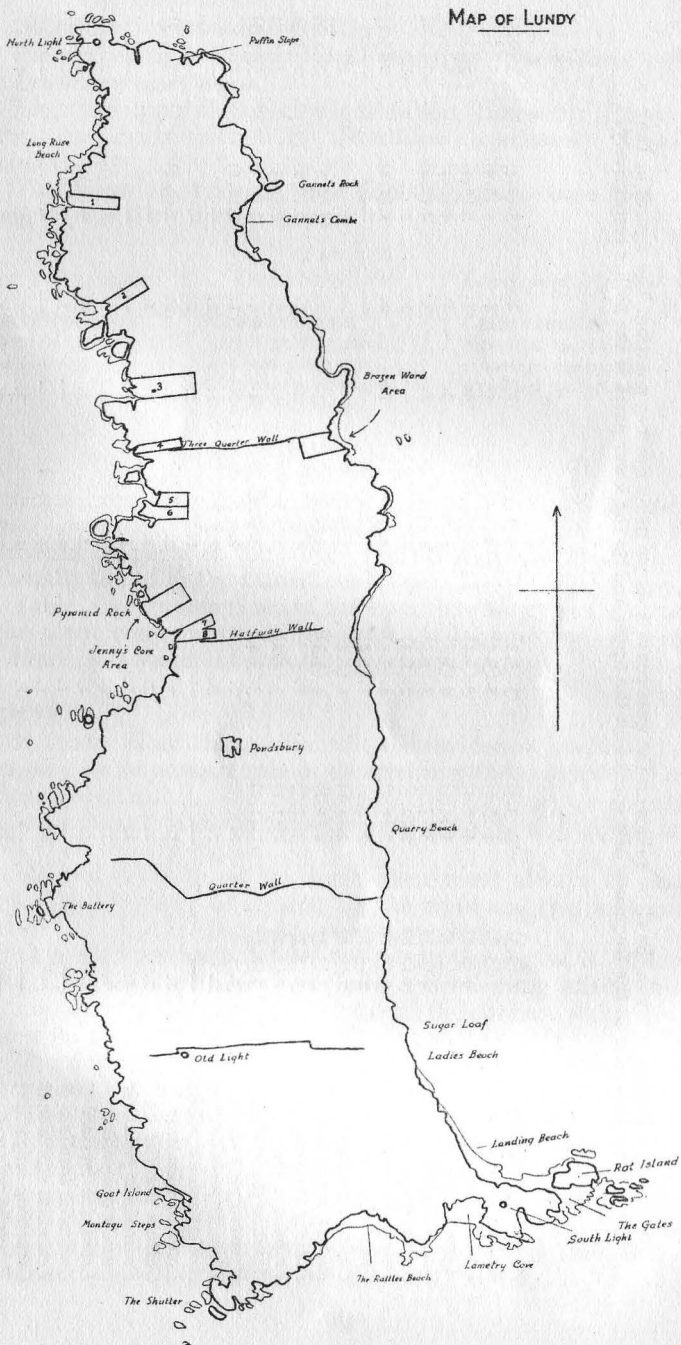 MAP OF LUNDY
North Light
Puffin Slope
Long Ruse
Beach
Gannets Rock
1
Gannets Combe
2
Brazen Ward
Area
3
4
Three Quarter Wall
5
6
Pyramid Rock
7
8
Halfway Wall
Jenny's Cove
Area
Pondsbury
Quarry Beach
Quarter Wall
The Battery
Sugar Loaf
Old Light
Ladies Beach
Landing Beach
Rat Island
Goat Island
The Gates
Montagu Steps
South Light
Lametry Cove
The Rattles Beach
The Shutter